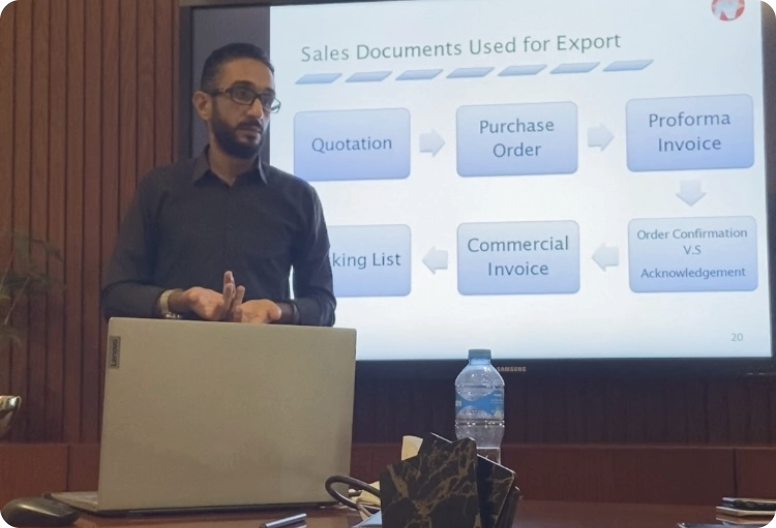 Sales Documents Used for Export
Quotation
Purchase
Order
Proforma
Invoice
Order Confirmation
V.S
Acknowledgement
Commercial
Invoice
king List
20
SAMSUNG
Lenovo